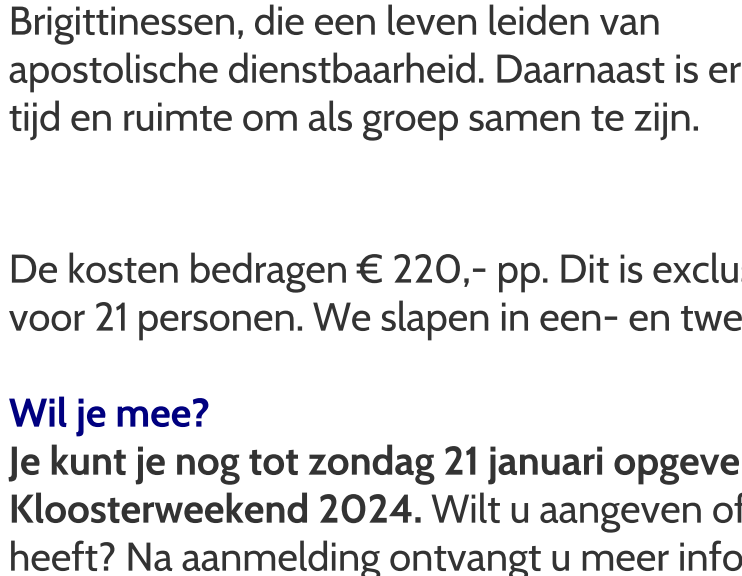 Brigittinessen, die een leven leiden van
apostolische dienstbaarheid. Daarnaast is er
tijd en ruimte om als groep samen te zijn.
De kosten bedragen € 220,- pp. Dit is exclu
voor 21 personen. We slapen in een- en twe
Wil je mee?
Je kunt je nog tot zondag 21 januari opgeve
Kloosterweekend 2024. Wilt u aangeven of
heeft? Na aanmelding ontvangt u meer info